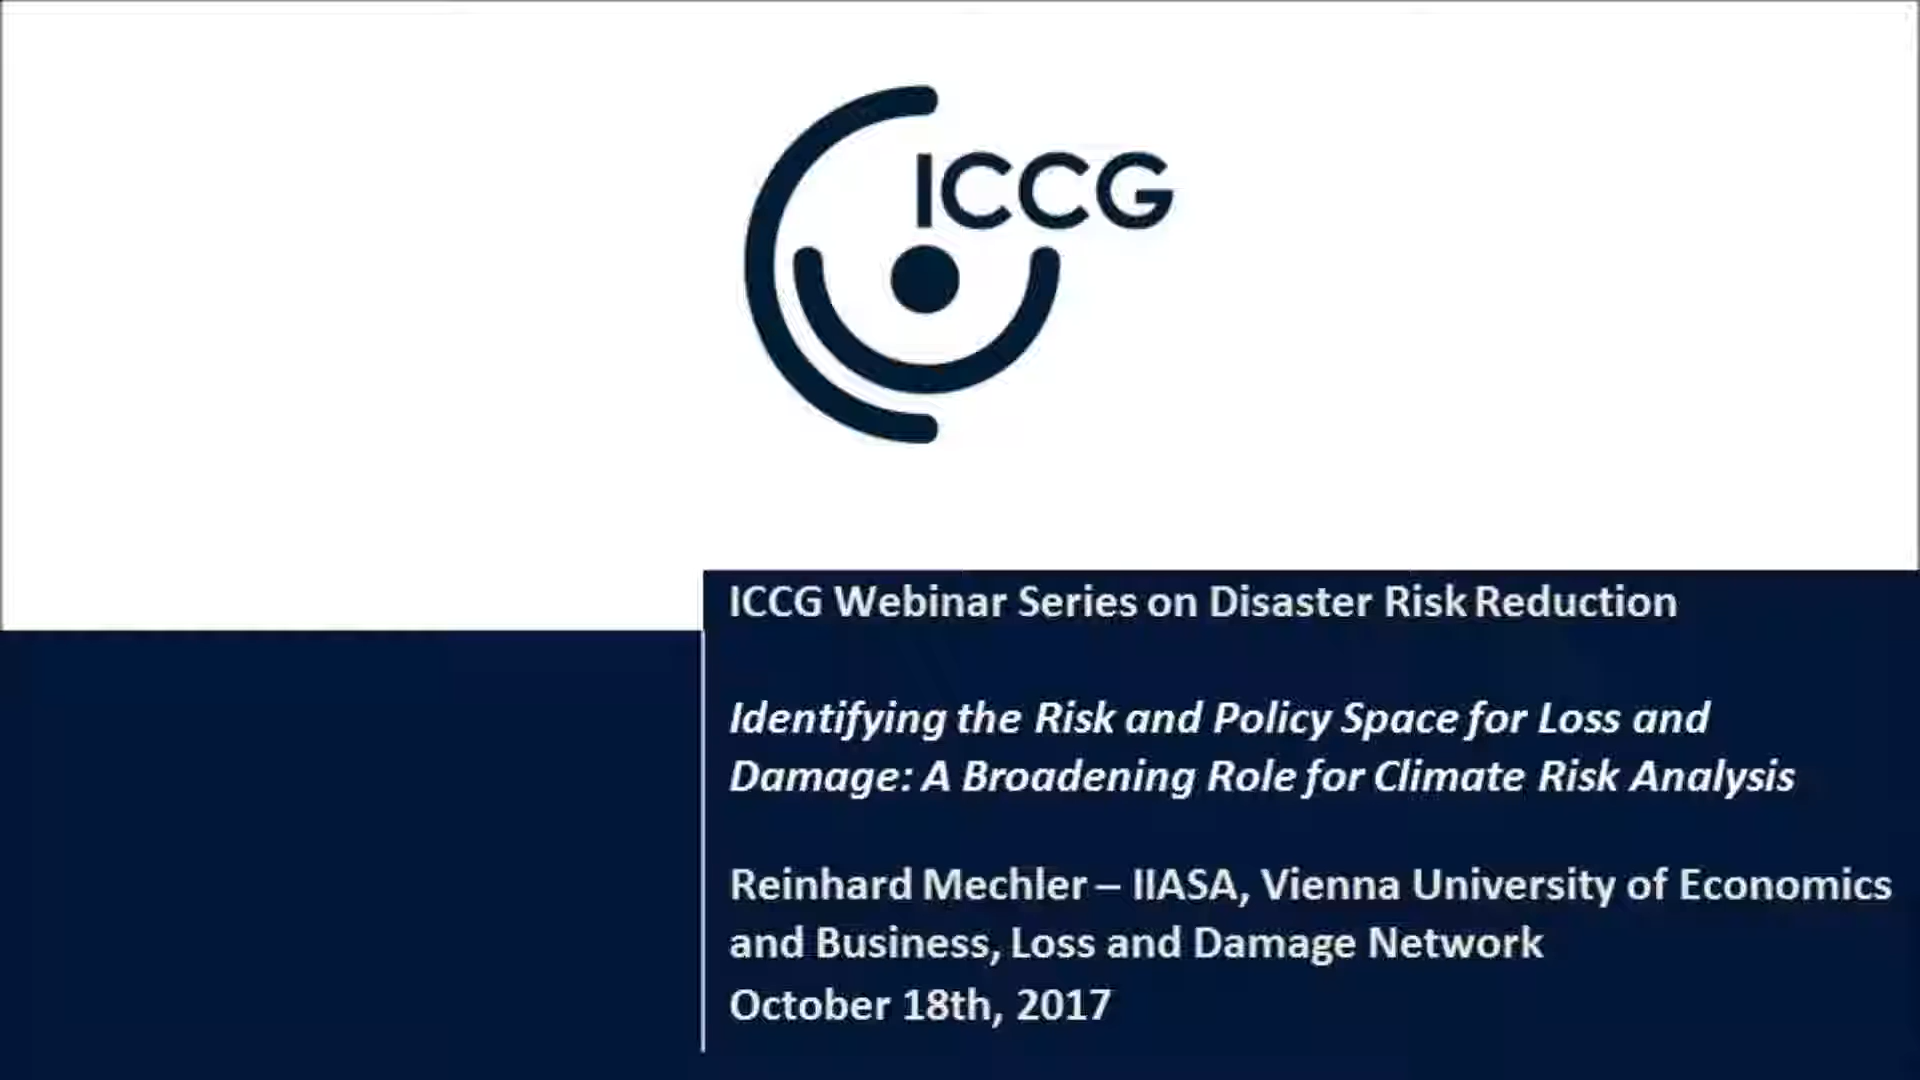 ICCG
ICCG Webinar Series on Disaster Risk Reduction
Identifying the Risk and Policy Space for Loss and
Damage: A Broadening Role for Climate Risk Analysis
Reinhard Mechler – IIASA, Vienna University of Economics
and Business, Loss and Damage Network
October 18th, 2017